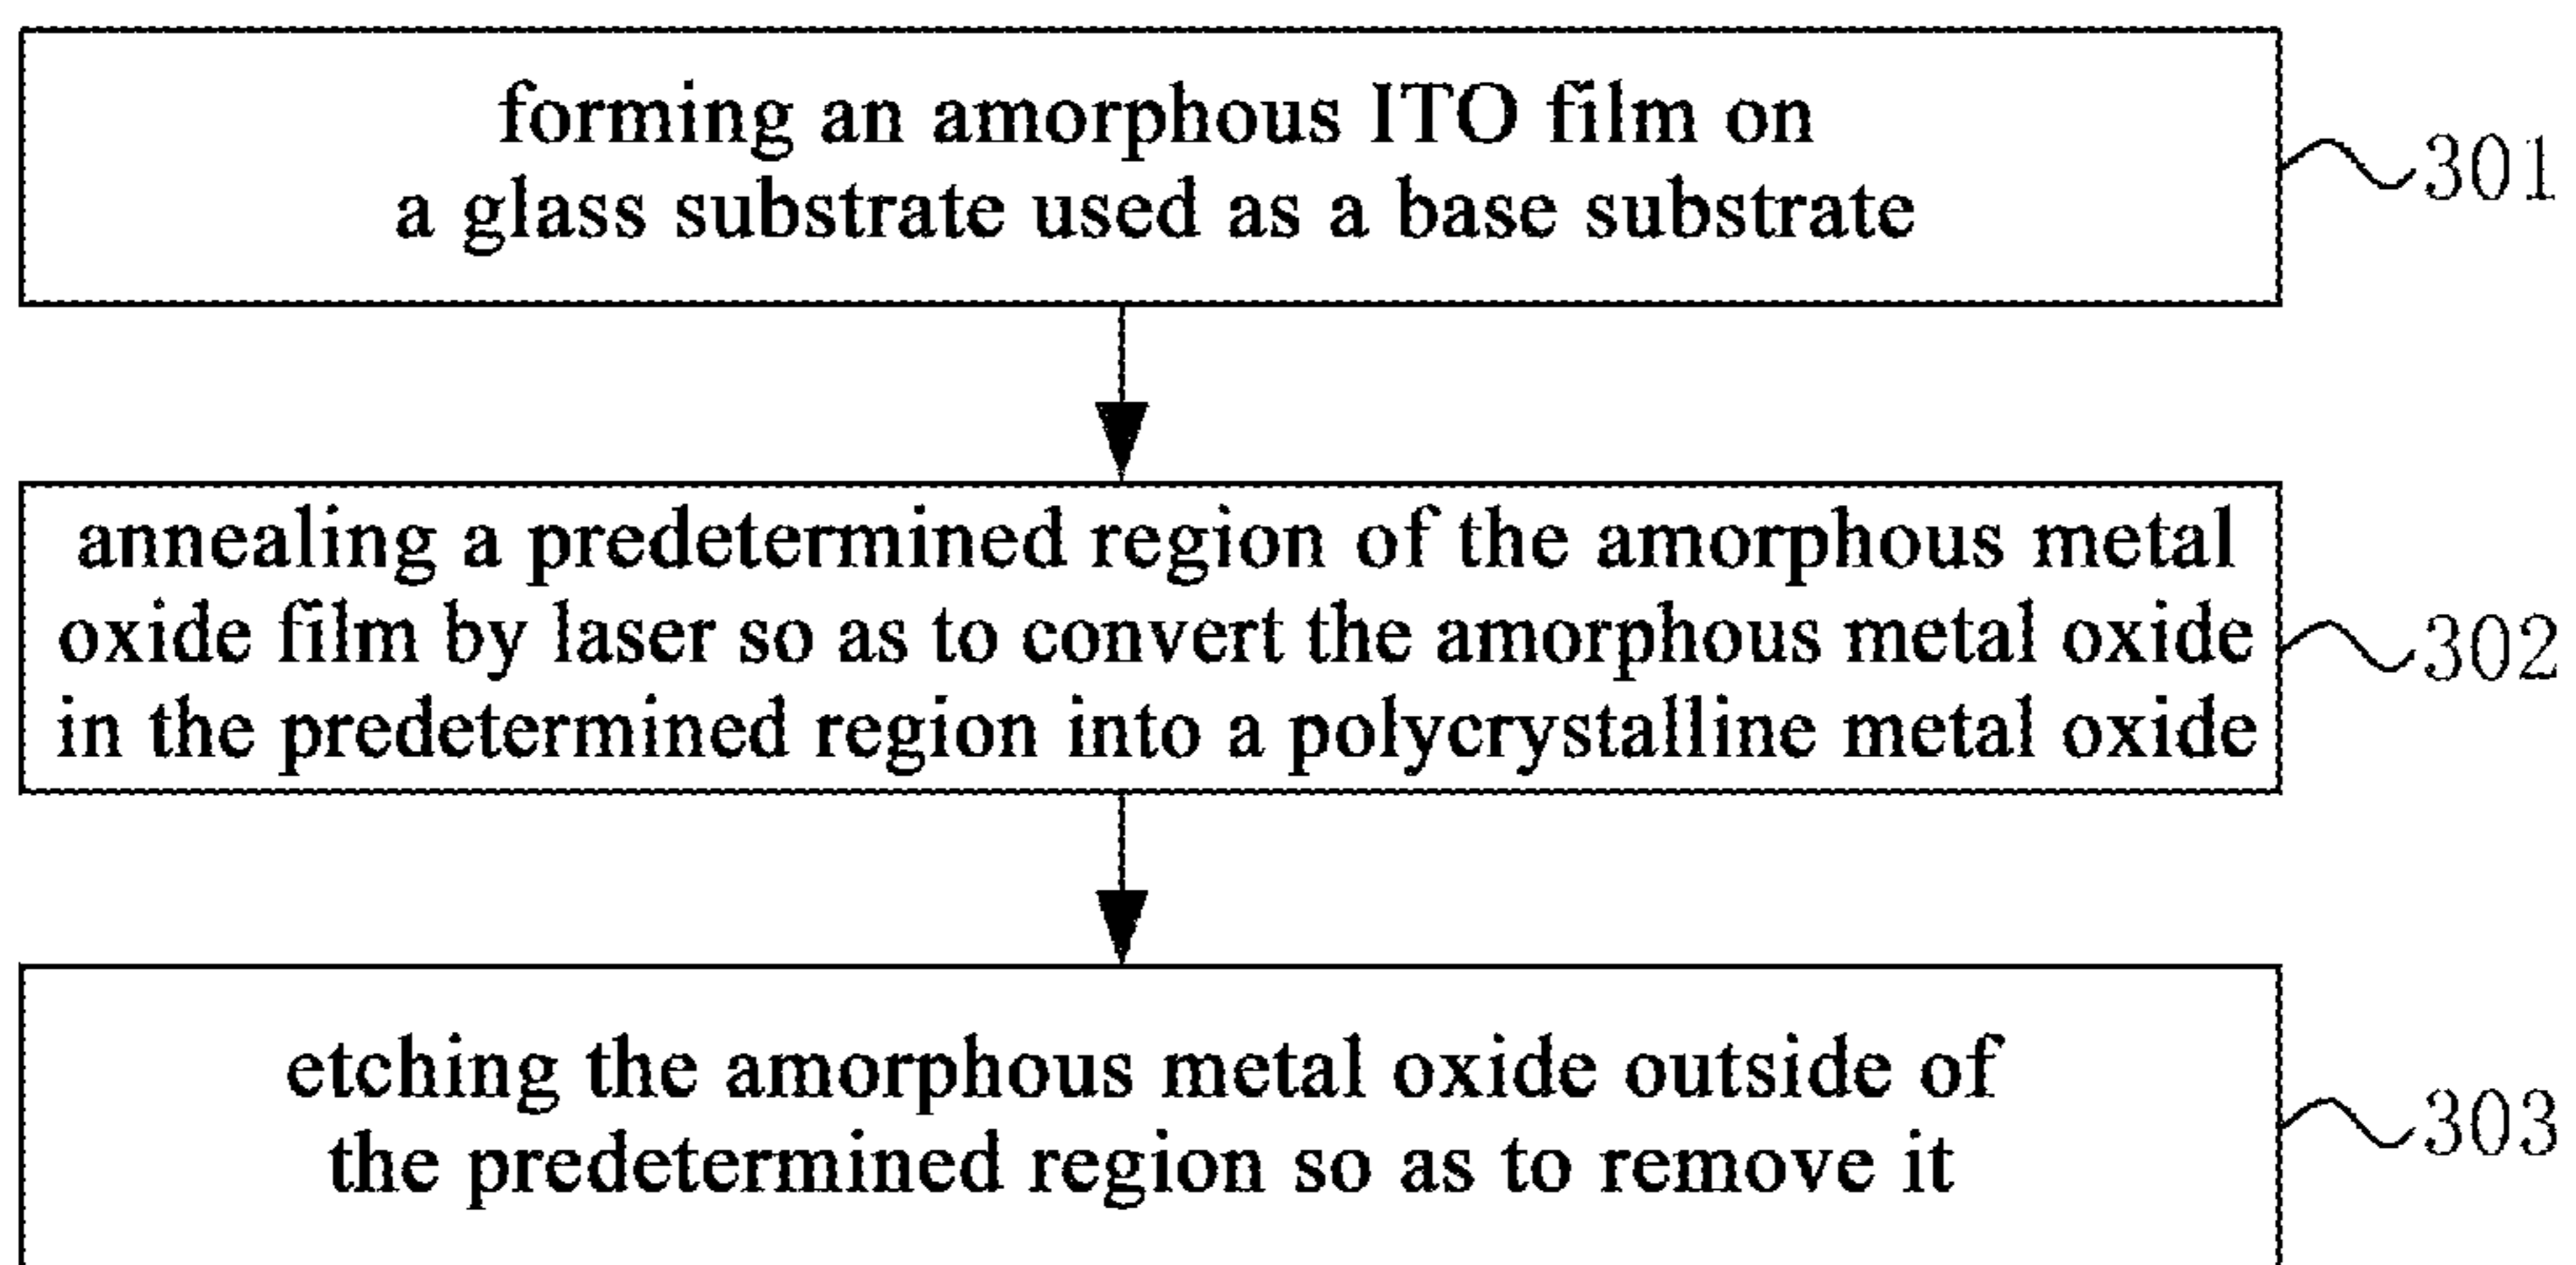 forming an amorphous ITO film on
a glass substrate used as a base substrate
301
annealing a predetermined region of the amorphous metal
oxide film by laser so as to convert the amorphous metal oxide
in the predetermined region into a polycrystalline metal oxide
302
etching the amorphous metal oxide outside of
the predetermined region so as to remove it
303